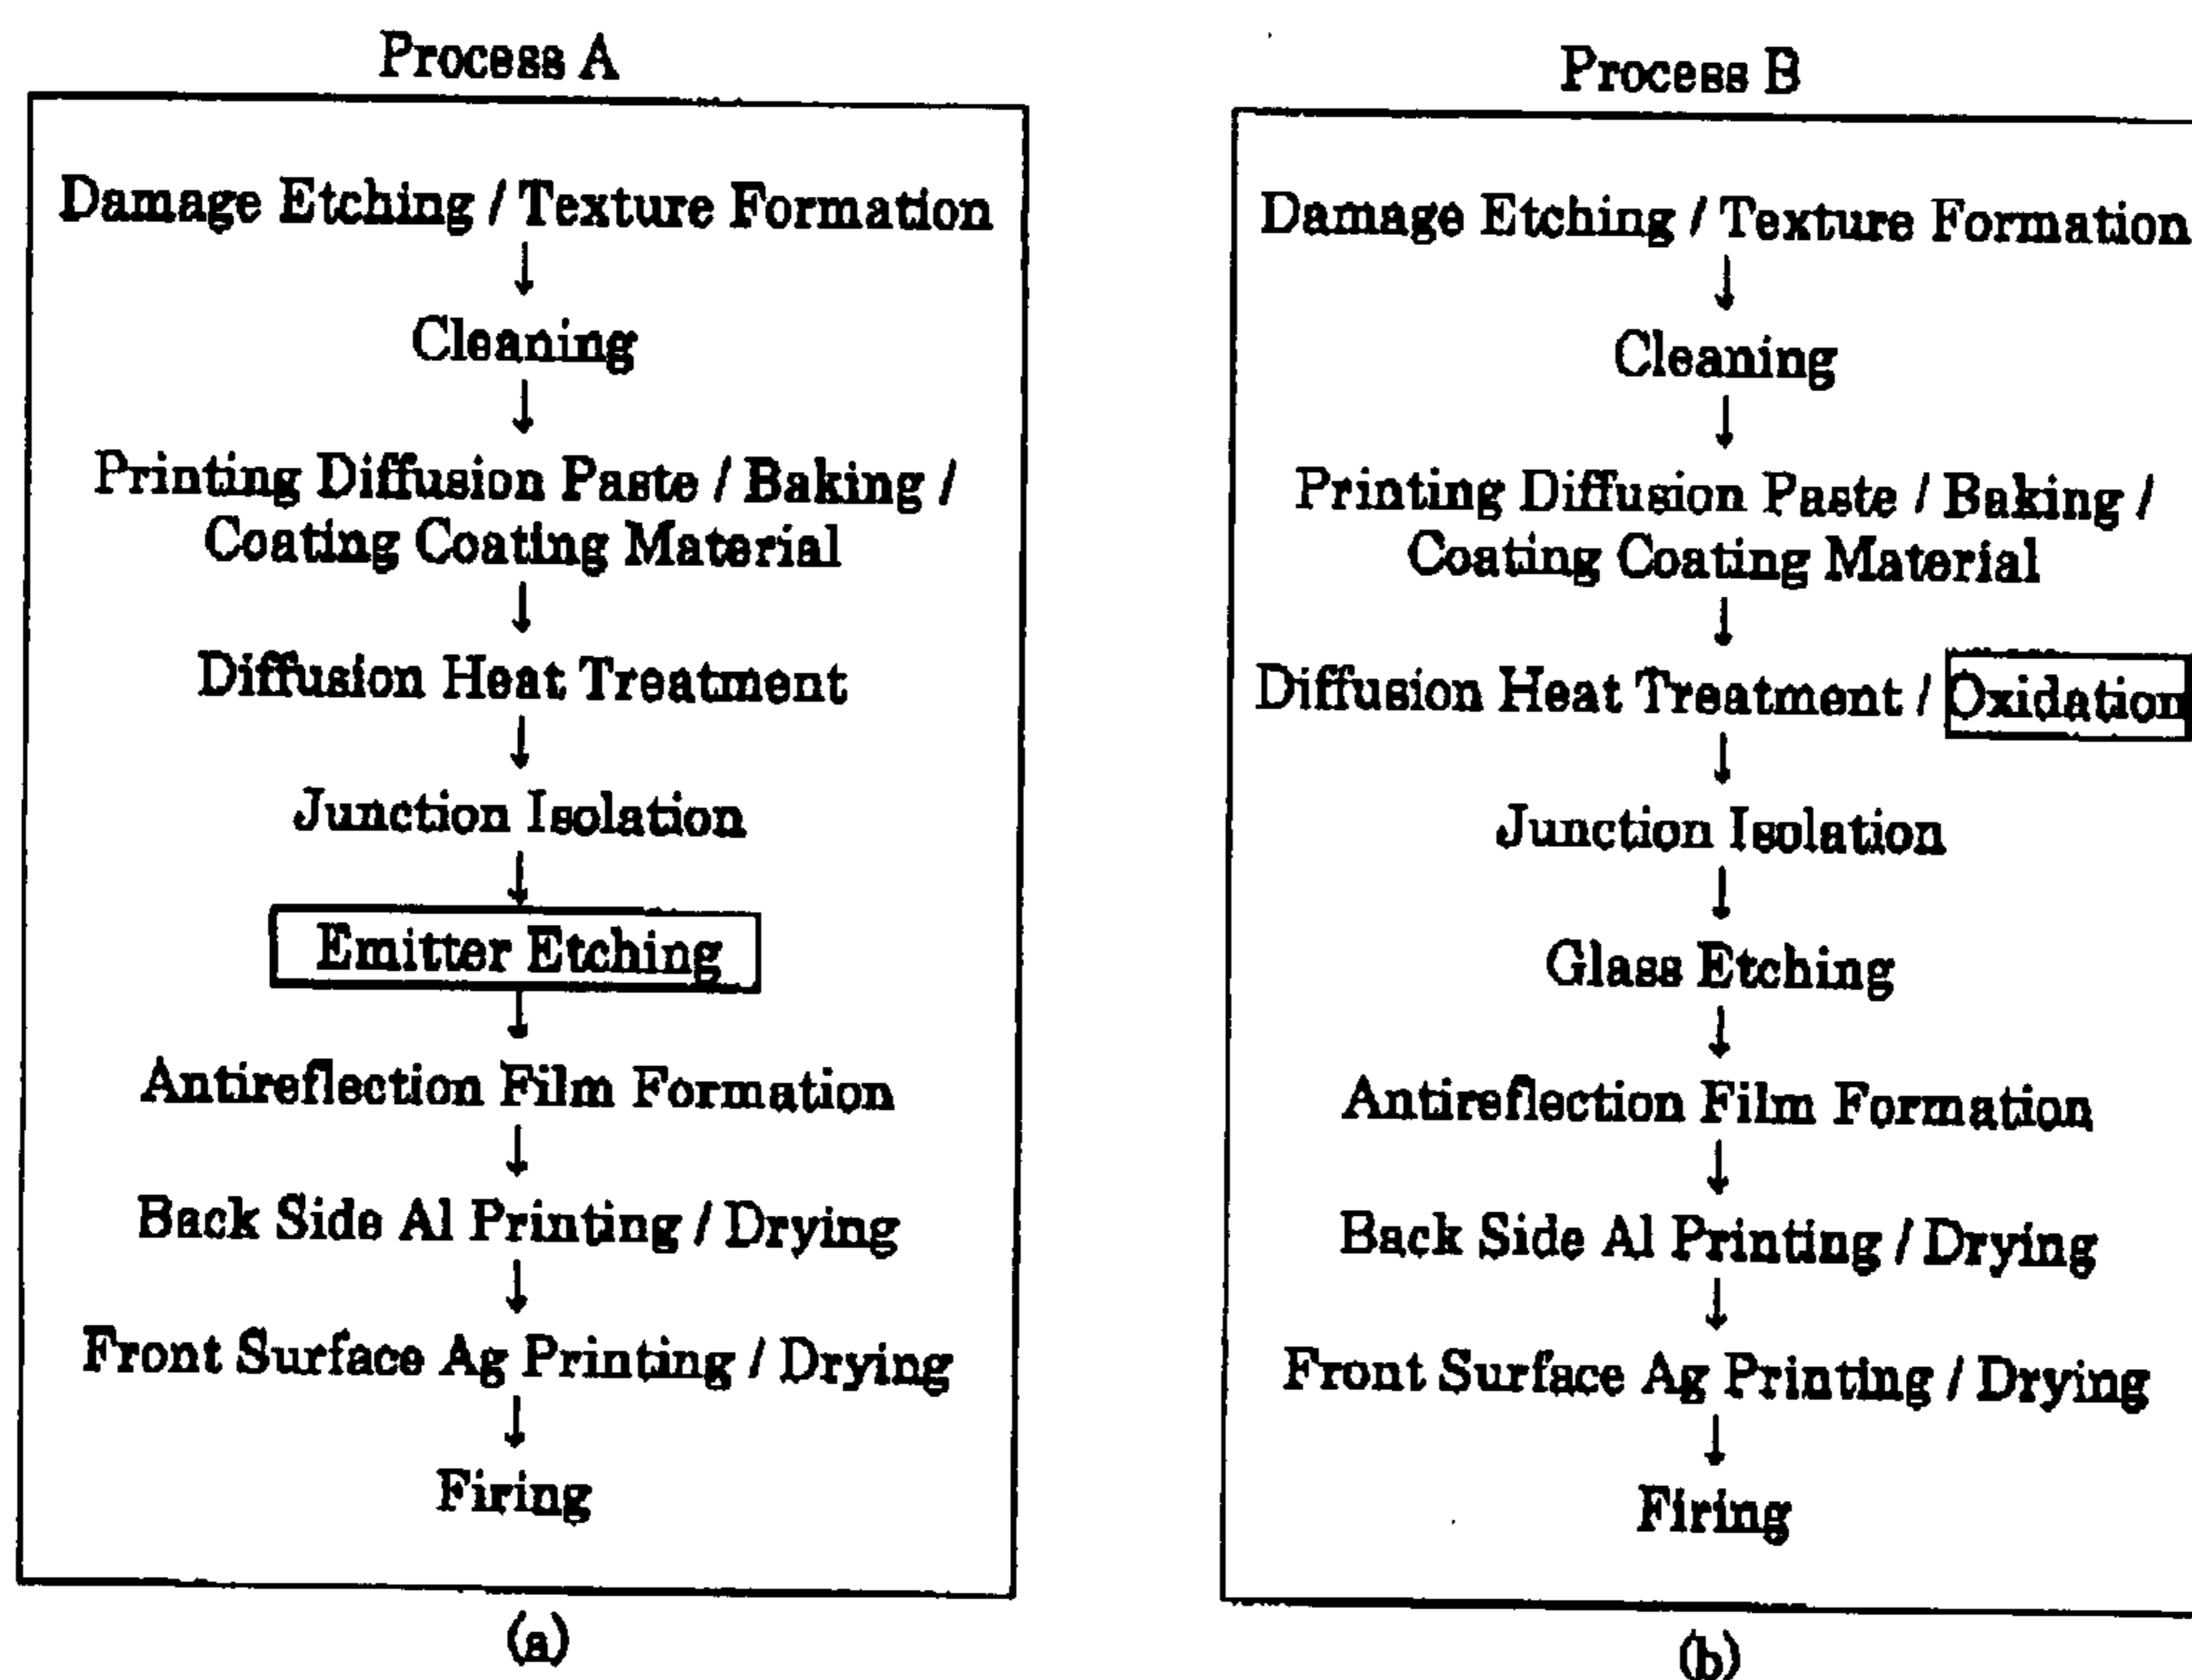 Process A
Damage Etching / Texture Formation
Cleaning
Printing Diffusion Paste / Baking /
Coating Coating Material
Diffusion Heat Treatment
Junction Isolation
Emitter Etching
Antireflection Film Formation
Back Side Al Printing / Drying
Front Surface Ag Printing / Drying
Firing
(a)
Process B
Damage Etching / Texture Formation
Cleaning
Printing Diffusion Paste / Baking /
Coating Coating Material
Diffusion Heat Treatment / Oxidation
Junction Isolation
Glass Etching
Antireflection Film Formation
Back Side Al Printing / Drying
Front Surface Ag Printing / Drying
Firing
(b)